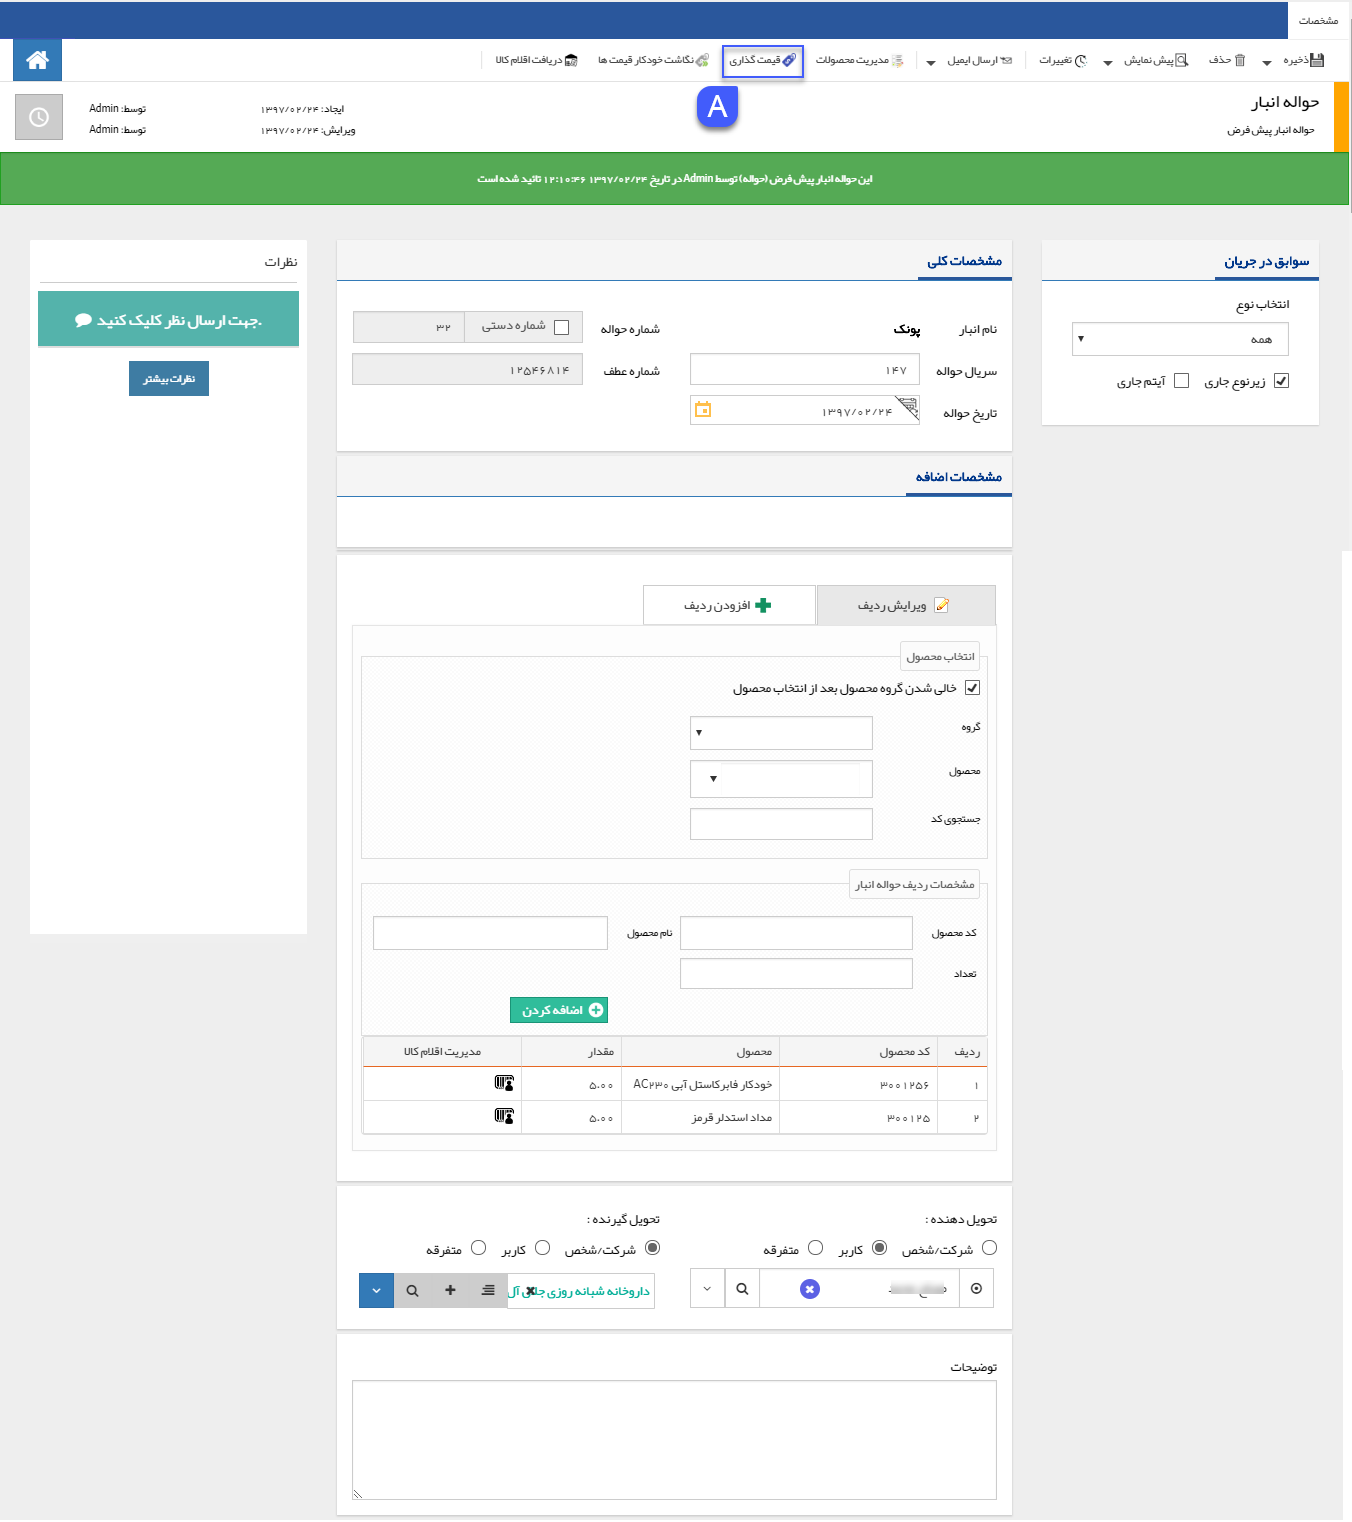 مشخصات
ذخیره
حذف
پیش نمایش
تغییرات
ارسال ایمیل
مدیریت محصولات
قیمت گذاری
نگاشت خودکار قیمت ها
دریافت اقلام کالا
A
حواله انبار
حواله انبار پیش فرض
ایجاد: ۱۳۹۷/۰۲/۲۴
توسط: Admin
ویرایش: ۱۳۹۷/۰۲/۲۴
توسط: Admin
این حواله انبار پیش فرض (حواله) توسط Admin در تاریخ ۱۳۹۷/۰۲/۲۴ ۱۲:۱۰:۴۶ تائید شده است
سوابق در جریان
انتخاب نوع
همه
زیرنوع جاری
آیتم جاری
مشخصات کلی
نام انبار
پونک
شماره حواله
شماره دستی
۳۲
سریال حواله
۱۴۷
شماره عطف
۱۲۵۴۶۸۱۴
تاریخ حواله
۱۳۹۷/۰۲/۲۴
نظرات
جهت ارسال نظر کلیک کنید.
نظرات بیشتر
مشخصات اضافه
ویرایش ردیف
افزودن ردیف
انتخاب محصول
خالی شدن گروه محصول بعد از انتخاب محصول
گروه
محصول
جستجوی کد
مشخصات ردیف حواله انبار
کد محصول
نام محصول
تعداد
اضافه کردن
ردیف کد محصول محصول مقدار مدیریت اقلام کالا
۱ ۳۰۰۱۲۵۶ خودکار فابرکاستل آبی AC۲۳۰ ۵.۰۰
۲ ۳۰۰۱۲۵ مداد استدلر قرمز ۵.۰۰
تحویل دهنده :
شرکت/شخص
کاربر
متفرقه
تحویل گیرنده :
شرکت/شخص
کاربر
متفرقه
داروخانه شبانه روزی
توضیحات